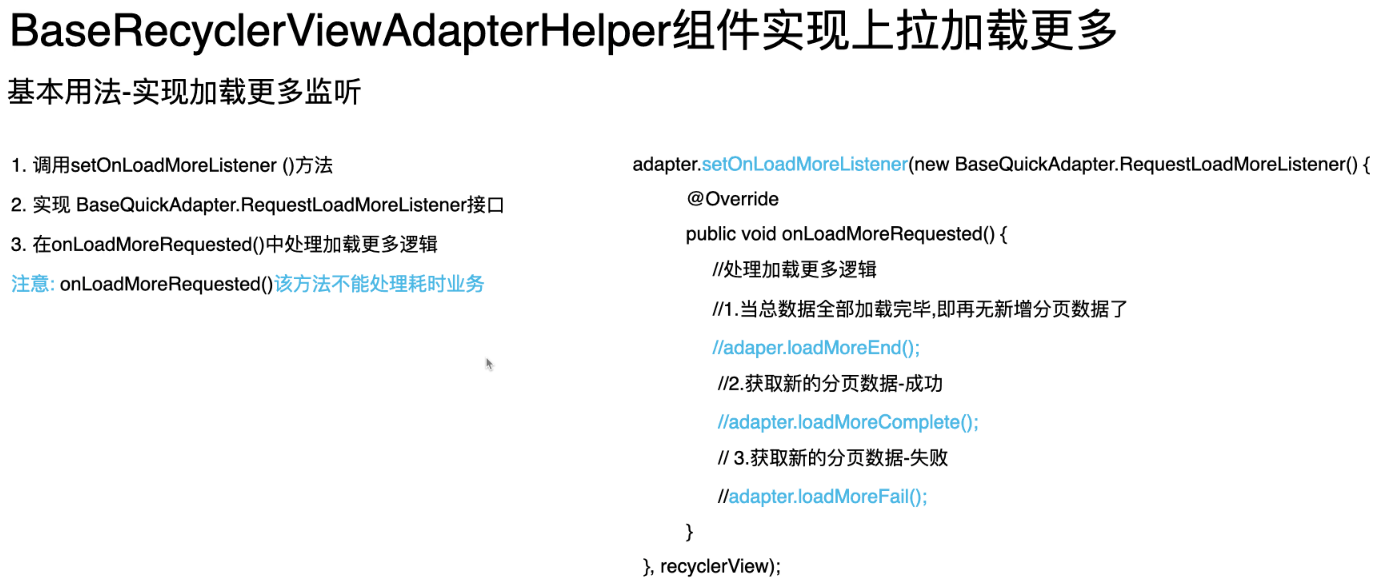 BaseRecyclerViewAdapterHelper组件实现上拉加载更多
基本用法-实现加载更多监听
1. 调用setOnLoadMoreListener ()方法
2. 实现 BaseQuickAdapter.RequestLoadMoreListener接口
3. 在onLoadMoreRequested()中处理加载更多逻辑
注意: onLoadMoreRequested()该方法不能处理耗时业务
adapter.setOnLoadMoreListener(new BaseQuickAdapter.RequestLoadMoreListener() {
@Override
public void onLoadMoreRequested() {
//处理加载更多逻辑
//1.当总数据全部加载完毕,即再无新增分页数据了
//adaper.loadMoreEnd();
//2.获取新的分页数据-成功
//adapter.loadMoreComplete();
// 3.获取新的分页数据-失败
//adapter.loadMoreFail();
}
}, recyclerView);